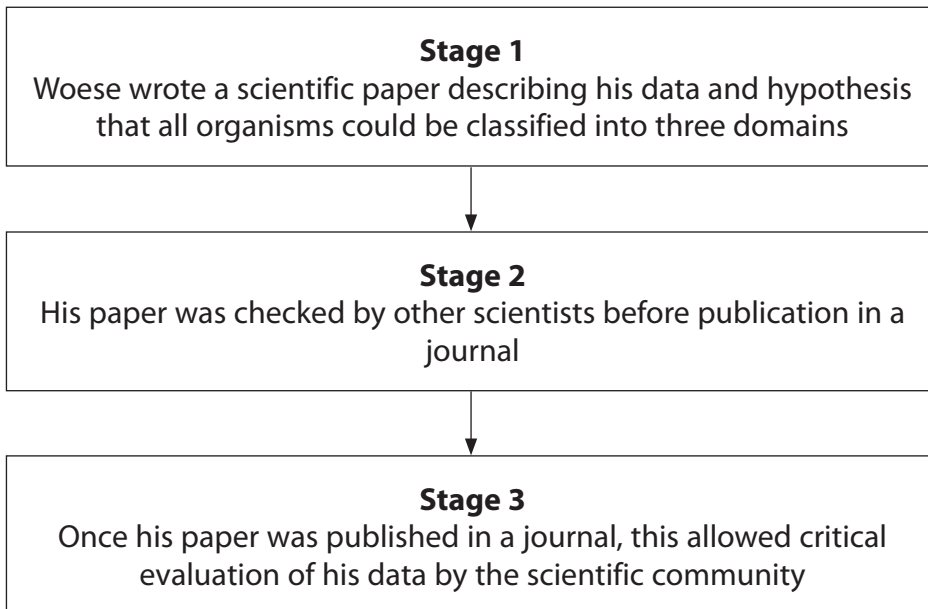 Stage 1
Woese wrote a scientific paper describing his data and hypothesis
that all organisms could be classified into three domains
Stage 2
His paper was checked by other scientists before publication in a
journal
Stage 3
Once his paper was published in a journal, this allowed critical
evaluation of his data by the scientific community